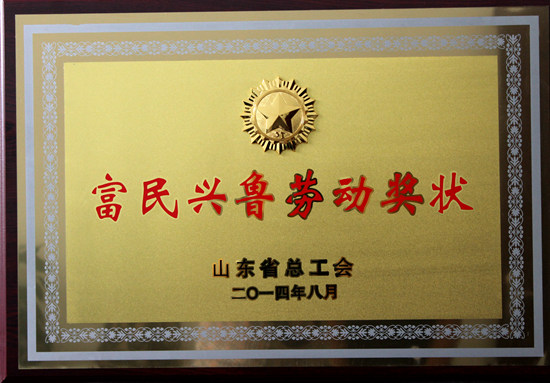 富民兴鲁劳动奖状
山东省总工会
二〇一四年八月